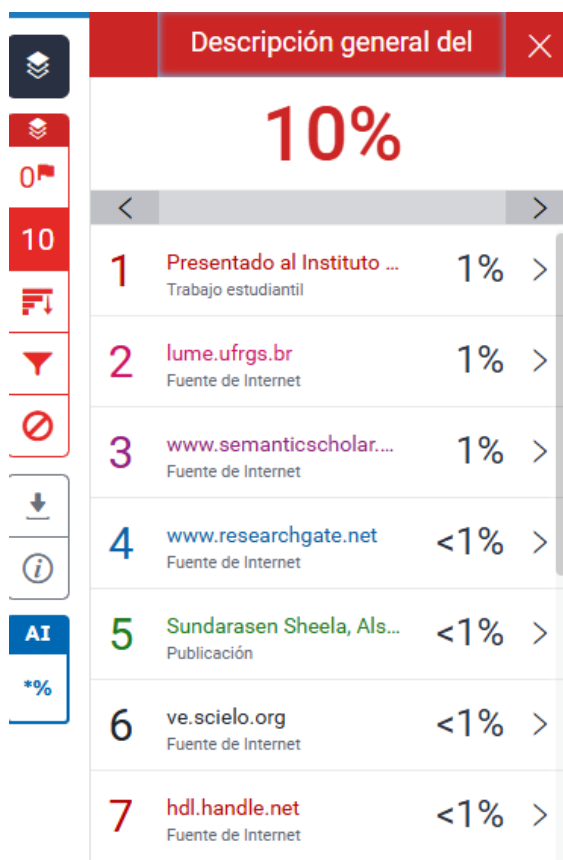 Descripción general del
10%
0
10
1 Presentado al Instituto ... 1%
Trabajo estudiantil
2 lume.ufrgs.br 1%
Fuente de Internet
3 www.semanticscholar.... 1%
Fuente de Internet
4 www.researchgate.net <1%
Fuente de Internet
AI
5 Sundarasen Sheela, Als... <1%
Publicación
*%
6 ve.scielo.org <1%
Fuente de Internet
7 hdl.handle.net <1%
Fuente de Internet